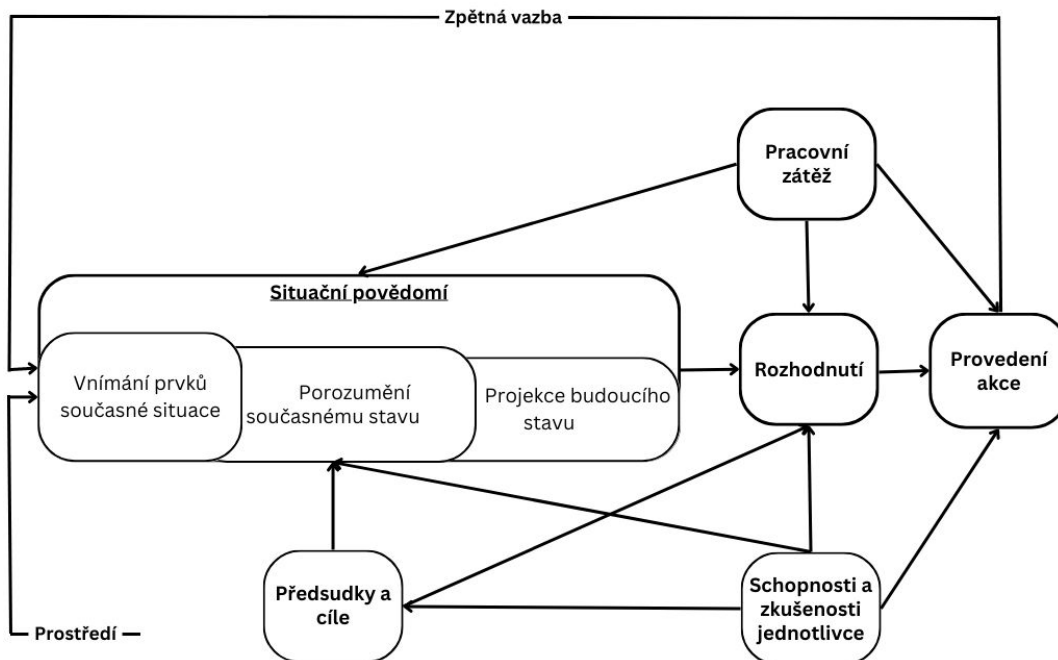 Zpětná vazba
Pracovní
zátěž
Situační povědomí
Vnímání prvků
současné situace
Porozumění
současnému stavu
Projekce budoucího
stavu
Rozhodnutí
Provedení
akce
Předsudky a
cíle
Schopnosti a
zkušenosti
jednotlivce
Prostředí